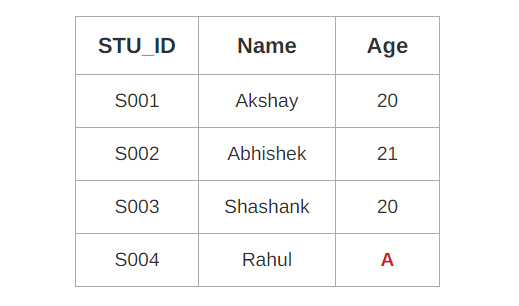 STU_ID Name Age
S001 Akshay 20
S002 Abhishek 21
S003 Shashank 20
S004 Rahul A